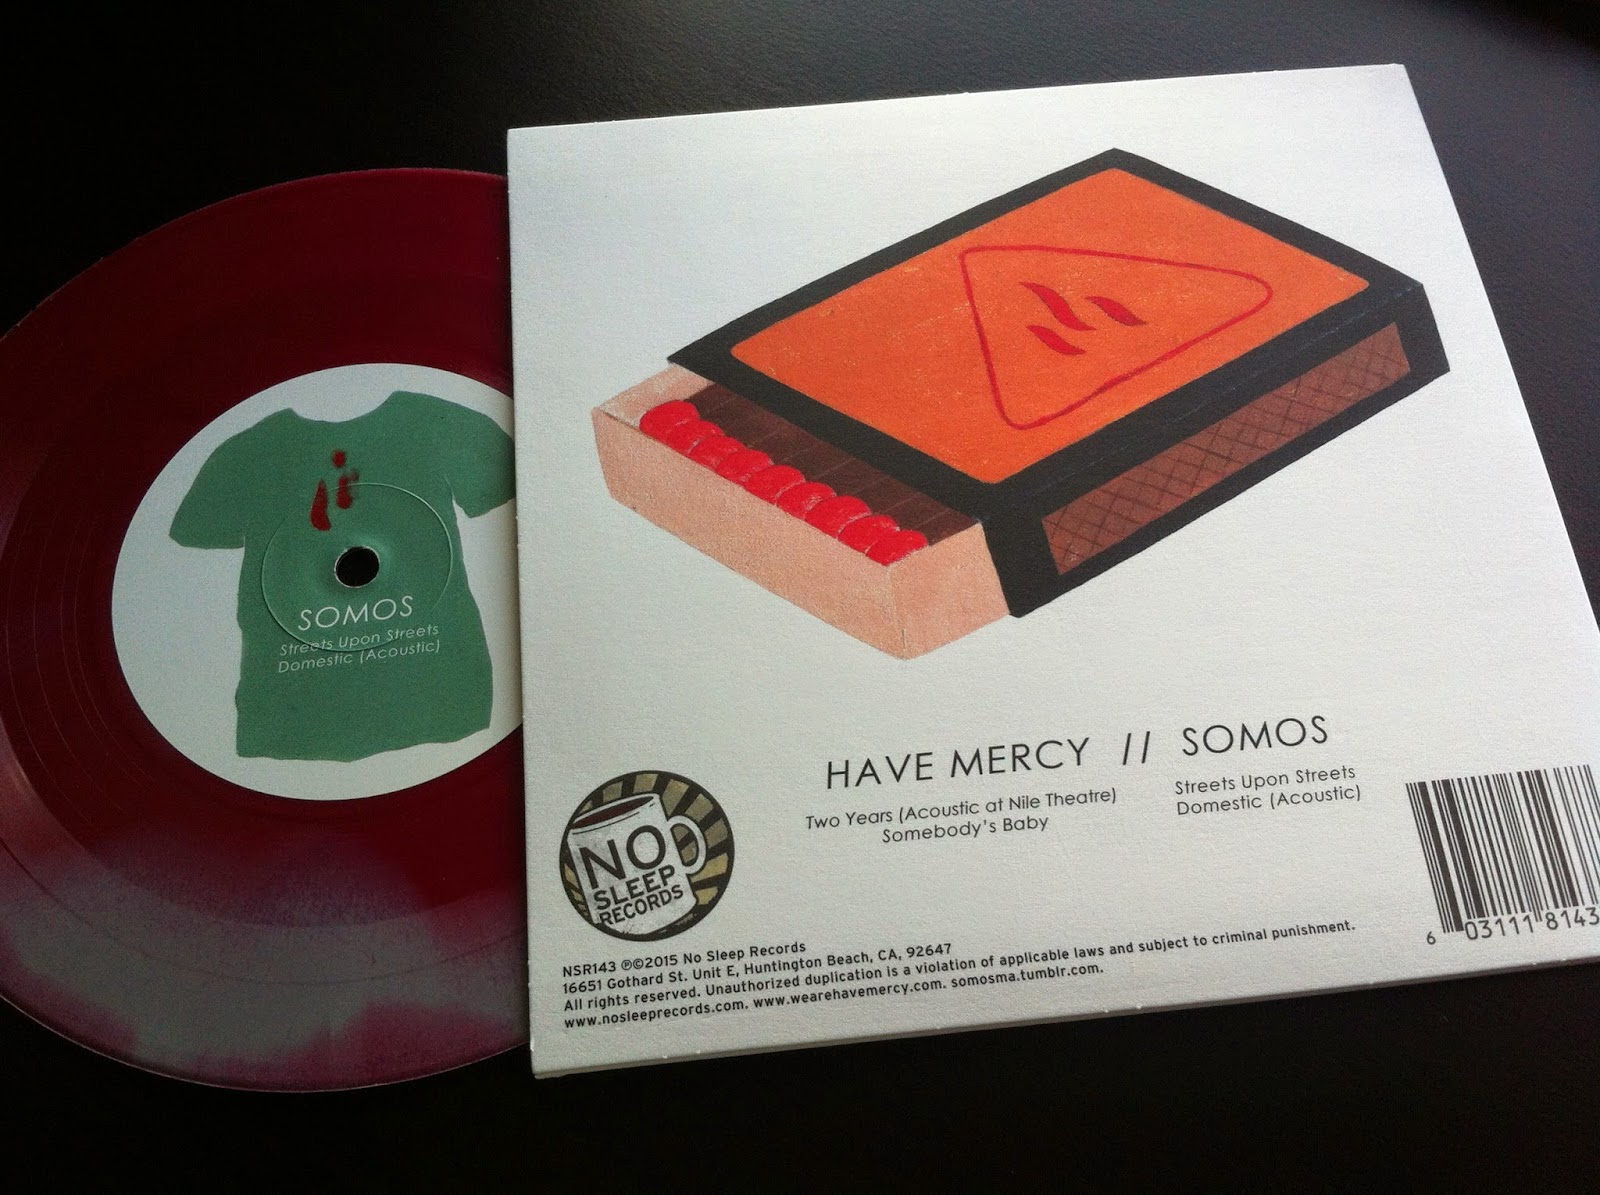 SOMOS
Streets Upon Streets
Domestic (Acoustic)
HAVE MERCY // SOMOS
Two Years (Acoustic at Nile Theatre)
Somebody's Baby
Streets Upon Streets
Domestic (Acoustic)
NO
SLEEP
RECORDS
NSR143 ℗©2015 No Sleep Records
16651 Gothard St. Unit E, Huntington Beach, CA, 92647
All rights reserved. Unauthorized duplication is a violation of applicable laws and subject to criminal punishment.
www.nosleeprecords.com. www.wearehavemercy.com. somosma.tumblr.com.
6 03111 8143